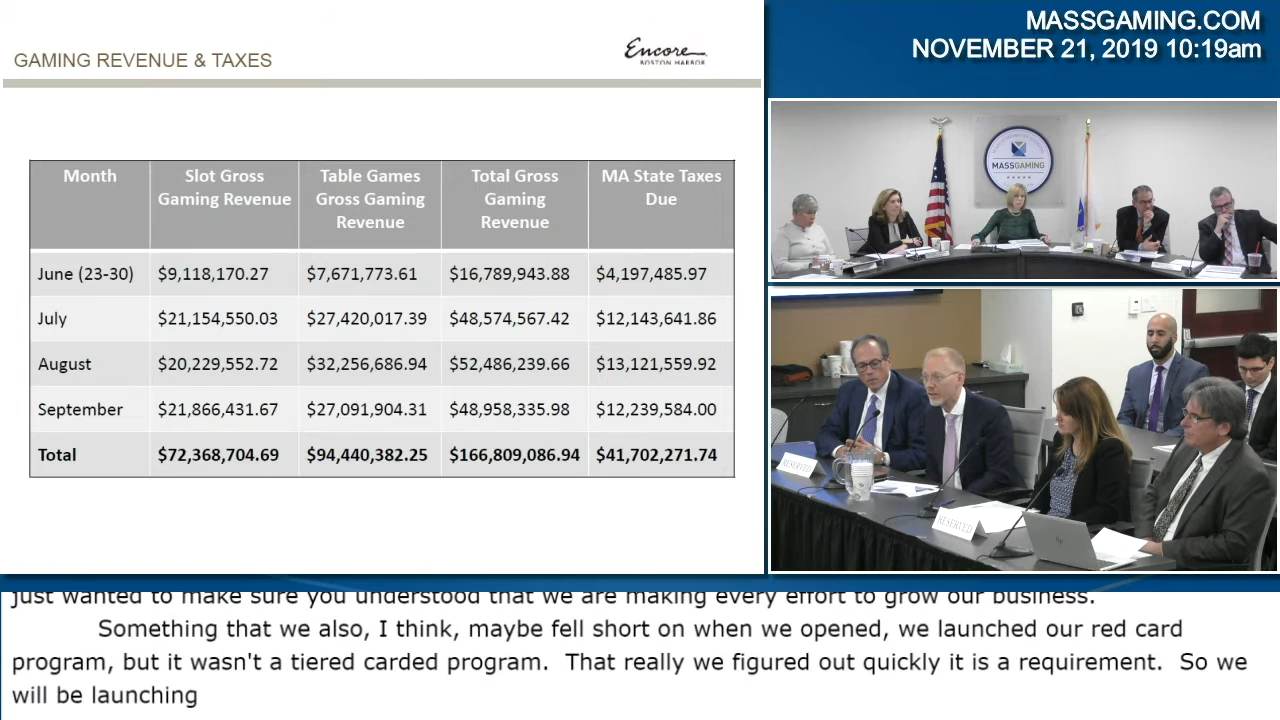 GAMING REVENUE & TAXES
Encore
BOSTON HARBOR
Month Slot Gross Gaming Revenue Table Games Gross Gaming Revenue Total Gross Gaming Revenue MA State Taxes Due
June (23-30) $9,118,170.27 $7,671,773.61 $16,789,943.88 $4,197,485.97
July $21,154,550.03 $27,420,017.39 $48,574,567.42 $12,143,641.86
August $20,229,552.72 $32,256,686.94 $52,486,239.66 $13,121,559.92
September $21,866,431.67 $27,091,904.31 $48,958,335.98 $12,239,584.00
Total $72,368,704.69 $94,440,382.25 $166,809,086.94 $41,702,271.74
MASSGAMING.COM
NOVEMBER 21, 2019 10:19am
MASSGAMING
RESERVED
RESERVED
just wanted to make sure you understood that we are making every effort to grow our business.
Something that we also, I think, maybe fell short on when we opened, we launched our red card
program, but it wasn't a tiered carded program. That really we figured out quickly it is a requirement. So we
will be launching